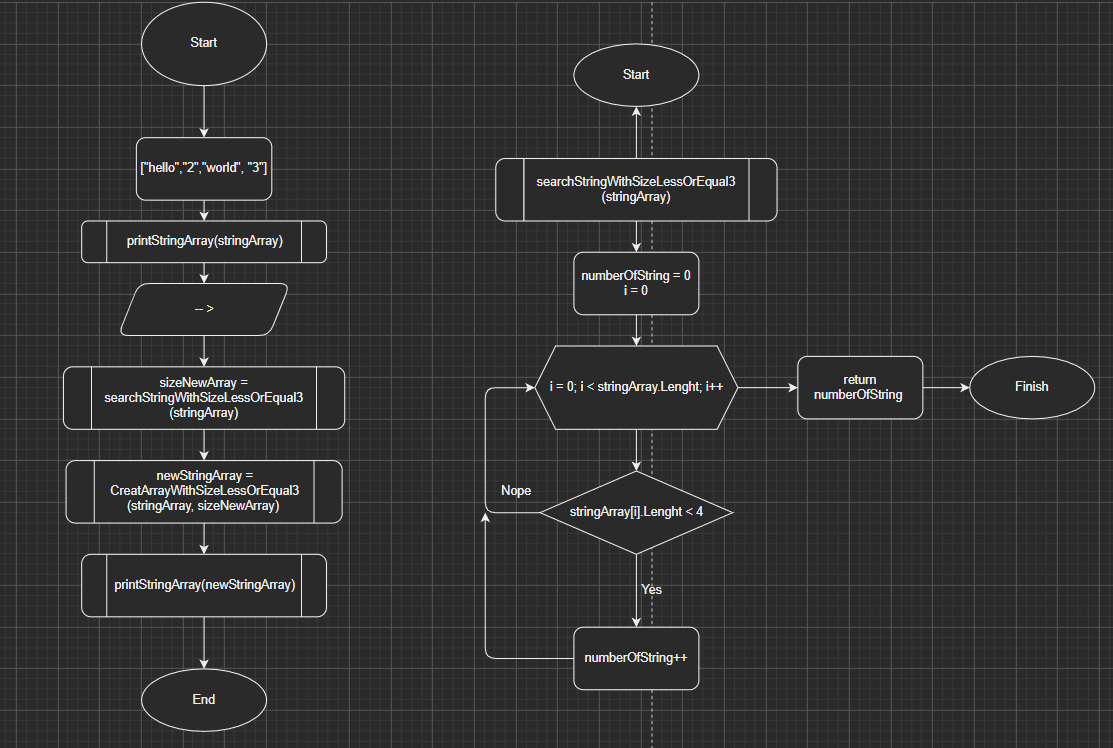 Start
["hello","2","world", "3"]
printStringArray(stringArray)
-- >
sizeNewArray =
searchStringWithSizeLessOrEqual3
(stringArray)
newStringArray =
CreatArrayWithSizeLessOrEqual3
(stringArray, sizeNewArray)
printStringArray(newStringArray)
End
Start
searchStringWithSizeLessOrEqual3
(stringArray)
numberOfString = 0
i = 0
i = 0; i < stringArray.Lenght; i++
return
numberOfString
Finish
Nope
stringArray[i].Lenght < 4
Yes
numberOfString++